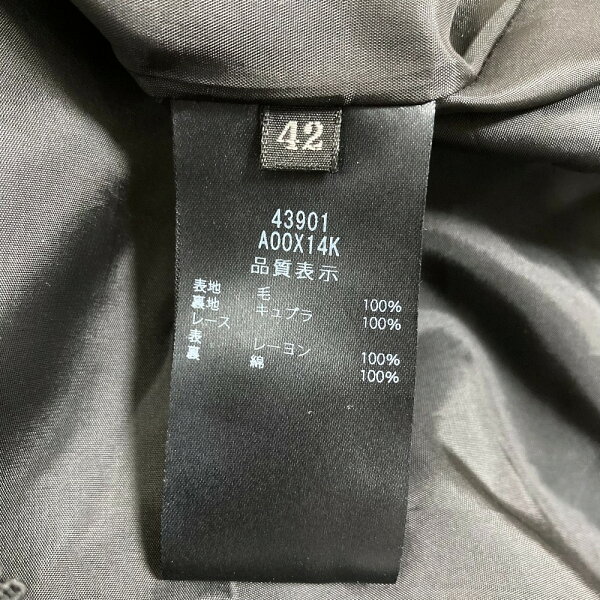 42
43901
A00X14K
品質表示
表地 毛 100%
裏地 キュプラ 100%
レース
表 レーヨン 100%
裏 綿 100%